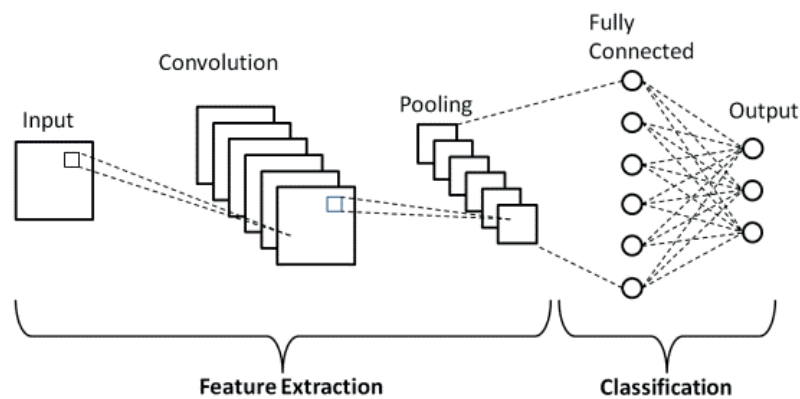 Input
Convolution
Pooling
Fully
Connected
Output
Feature Extraction
Classification